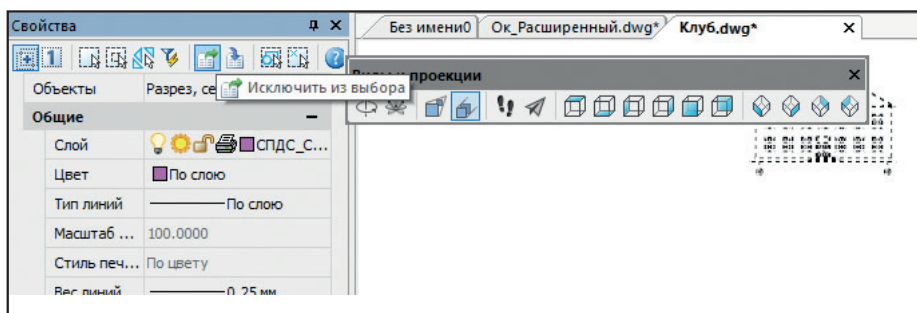 Свойства
Без имени0
Ок_Расширенный.dwg*
Клуб.dwg*
1
?
проекции
Объекты
Разрез, се
Исключить из выбора
Общие
Слой
СПДС_С...
Цвет
По слою
Тип линий
По слою
Масштаб ...
100.0000
Стиль печ...
По цвету
Вес линий
0.25 мм